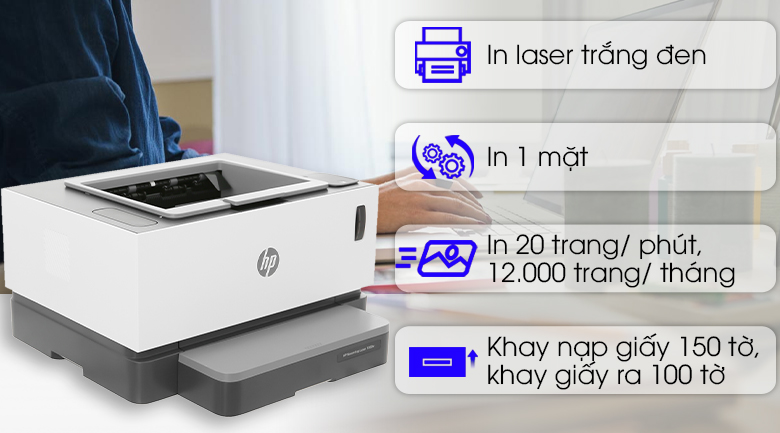 In laser trắng đen
In 1 mặt
In 20 trang/ phút,
12.000 trang/ tháng
Khay nạp giấy 150 tờ,
khay giấy ra 100 tờ
hp